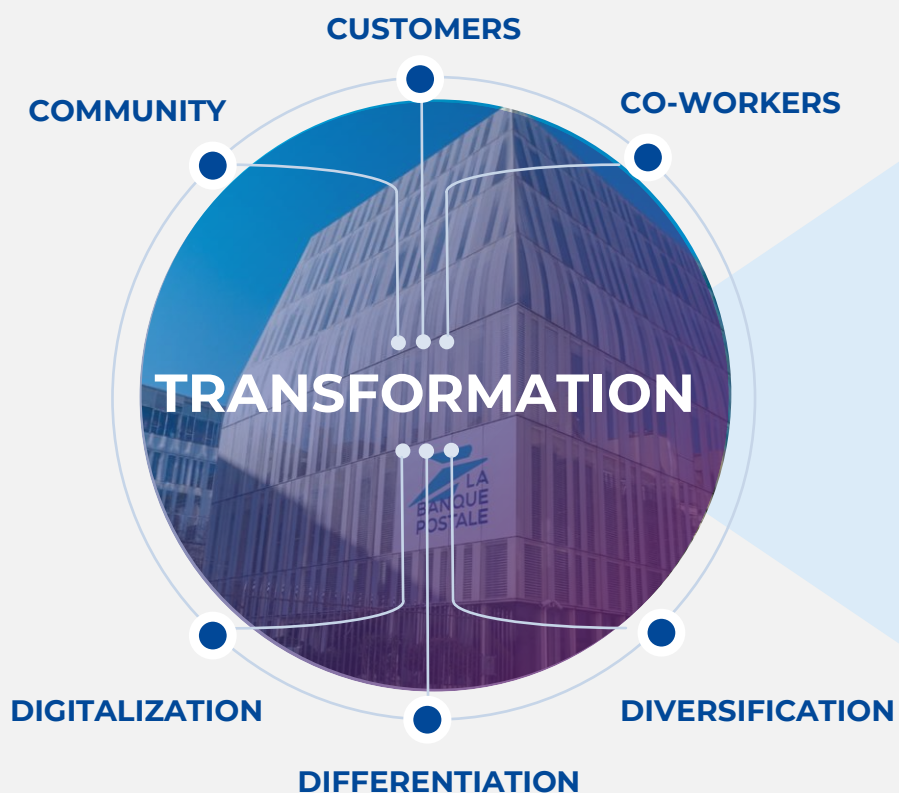 CUSTOMERS
COMMUNITY
CO-WORKERS
TRANSFORMATION
LA
BANQUE
POSTALE
DIGITALIZATION
DIVERSIFICATION
DIFFERENTIATION